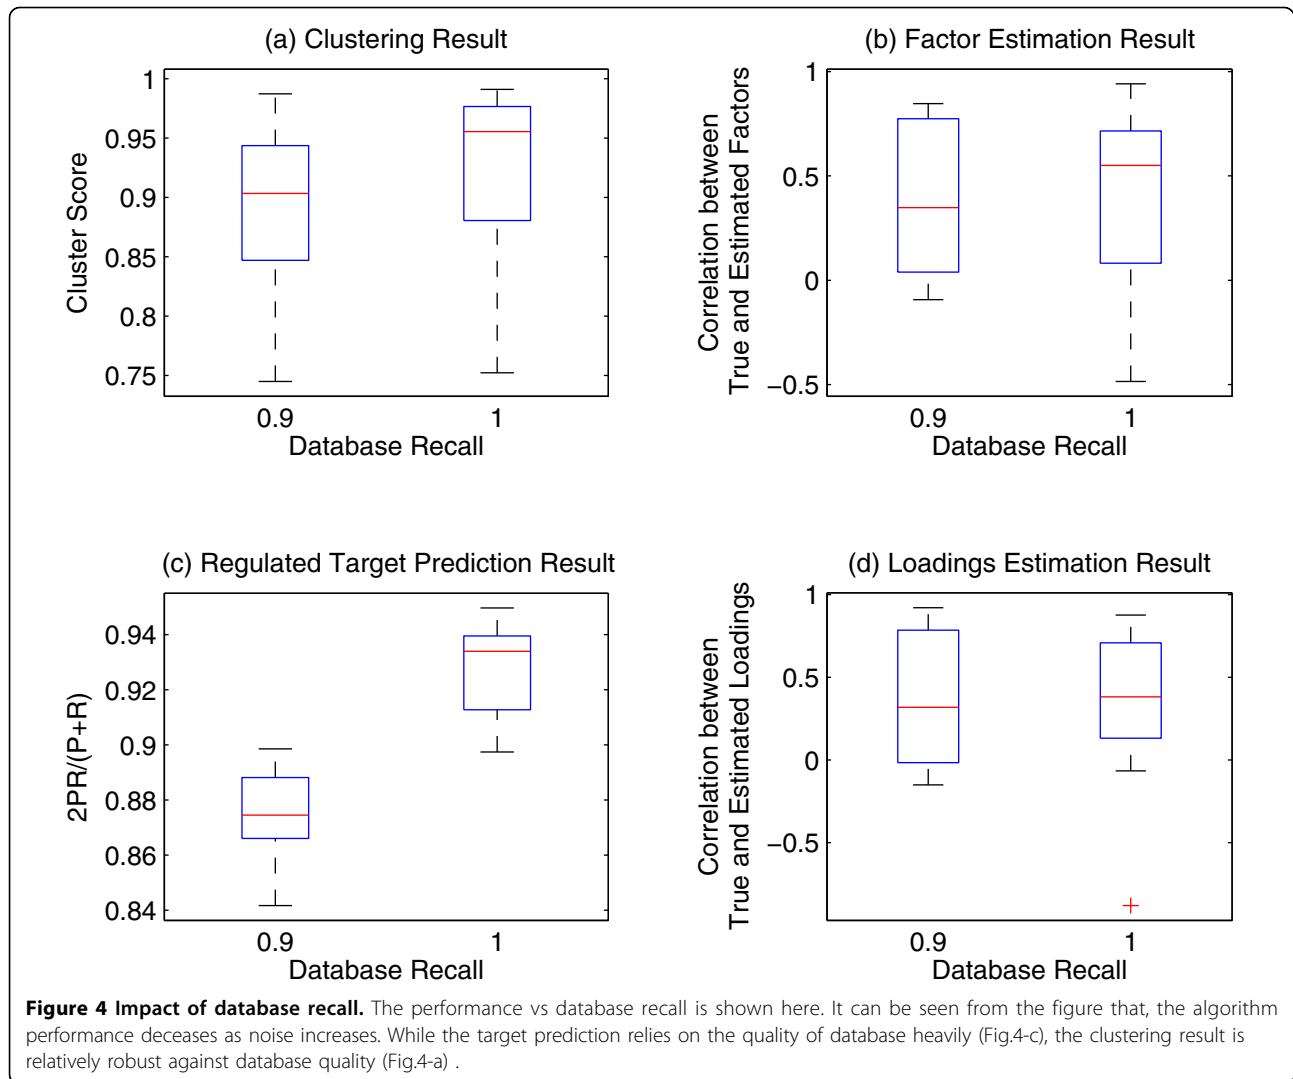 (a) Clustering Result
1
0.95
0.9
0.85
0.8
0.75
Cluster Score
0.9
1
Database Recall
(b) Factor Estimation Result
1
0.5
0
−0.5
Correlation between
True and Estimated Factors
0.9
1
Database Recall
(c) Regulated Target Prediction Result
0.94
0.92
0.9
0.88
0.86
0.84
2PR/(P+R)
0.9
1
Database Recall
(d) Loadings Estimation Result
1
0.5
0
−0.5
Correlation between
True and Estimated Loadings
0.9
1
Database Recall
Figure 4 Impact of database recall. The performance vs database recall is shown here. It can be seen from the figure that, the algorithm
performance deceases as noise increases. While the target prediction relies on the quality of database heavily (Fig.4-c), the clustering result is
relatively robust against database quality (Fig.4-a) .